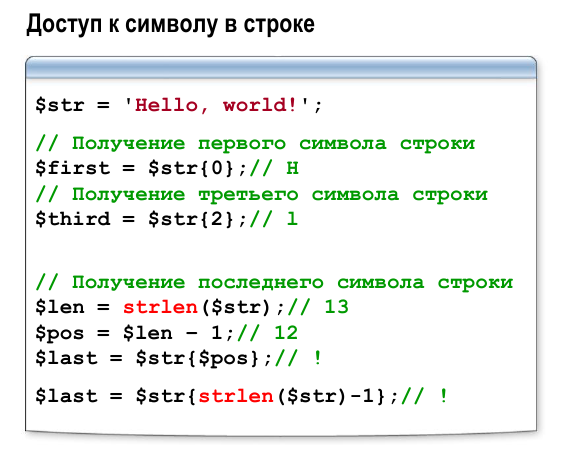 Доступ к символу в строке
$str = 'Hello, world!';
// Получение первого символа строки
$first = $str{0};// H
// Получение третьего символа строки
$third = $str{2};// l
// Получение последнего символа строки
$len = strlen($str);// 13
$pos = $len – 1;// 12
$last = $str{$pos};// !
$last = $str{strlen($str)-1};// !